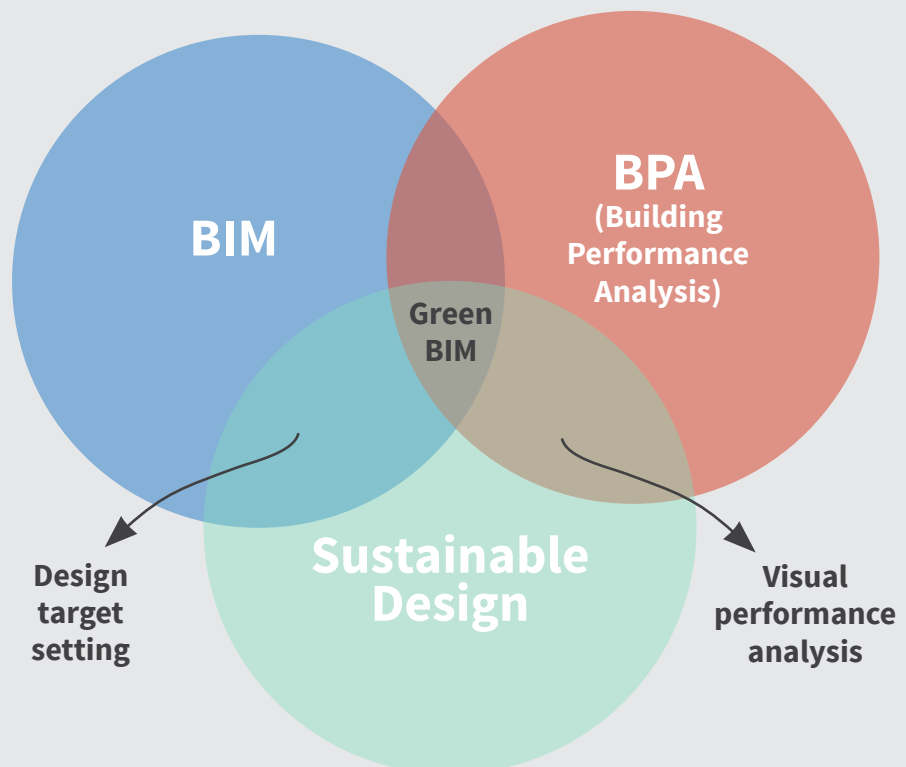 BIM
BPA
(Building
Performance
Analysis)
Green
BIM
Sustainable
Design
Design
target
setting
Visual
performance
analysis